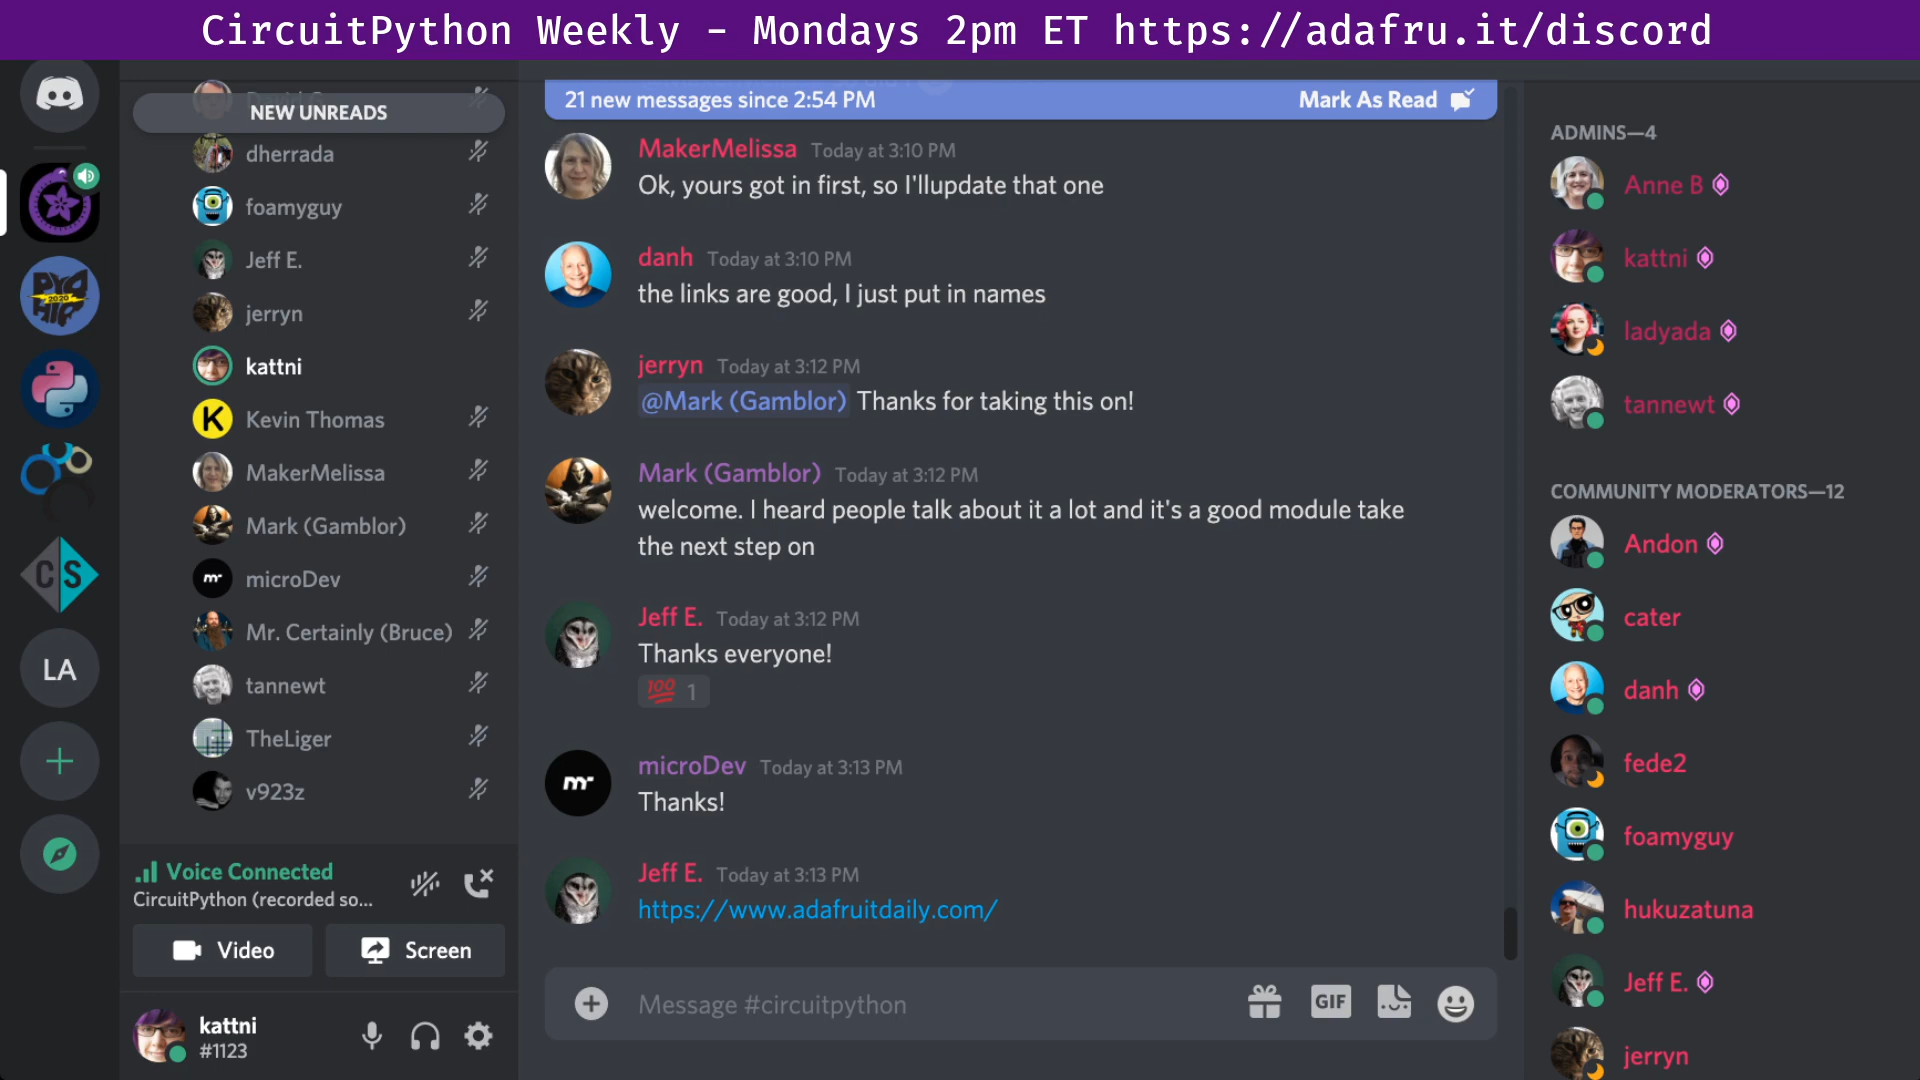 CircuitPython Weekly - Mondays 2pm ET https://adafru.it/discord
NEW UNREADS
dherrada
foamyguy
Jeff E.
jerryn
kattni
Kevin Thomas
MakerMelissa
Mark (Gamblor)
microDev
Mr. Certainly (Bruce)
tannewt
TheLiger
v923z
Voice Connected
CircuitPython (recorded so...
Video
Screen
kattni
#1123
CS
LA
21 new messages since 2:54 PM
Mark As Read
MakerMelissa Today at 3:10 PM
Ok, yours got in first, so I'llupdate that one
danh Today at 3:10 PM
the links are good, I just put in names
jerryn Today at 3:12 PM
@Mark (Gamblor) Thanks for taking this on!
Mark (Gamblor) Today at 3:12 PM
welcome. I heard people talk about it a lot and it's a good module take
the next step on
Jeff E. Today at 3:12 PM
Thanks everyone!
100 1
microDev Today at 3:13 PM
Thanks!
Jeff E. Today at 3:13 PM
https://www.adafruitdaily.com/
Message #circuitpython
GIF
ADMINS—4
Anne B
kattni
ladyada
tannewt
COMMUNITY MODERATORS—12
Andon
cater
danh
fede2
foamyguy
hukuzatuna
Jeff E.
jerryn